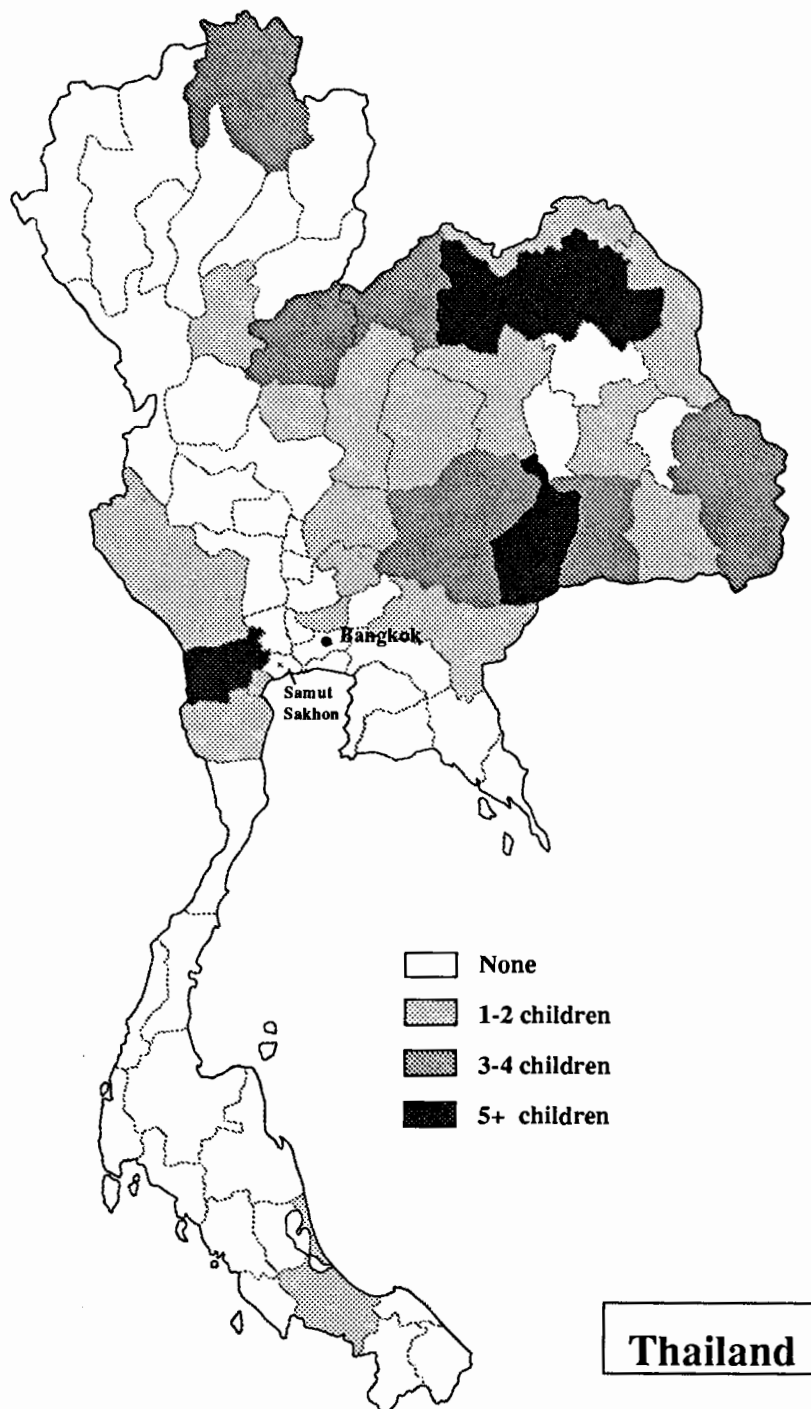 Bangkok
Samut
Sakhon
None
1-2 children
3-4 children
5+ children
Thailand